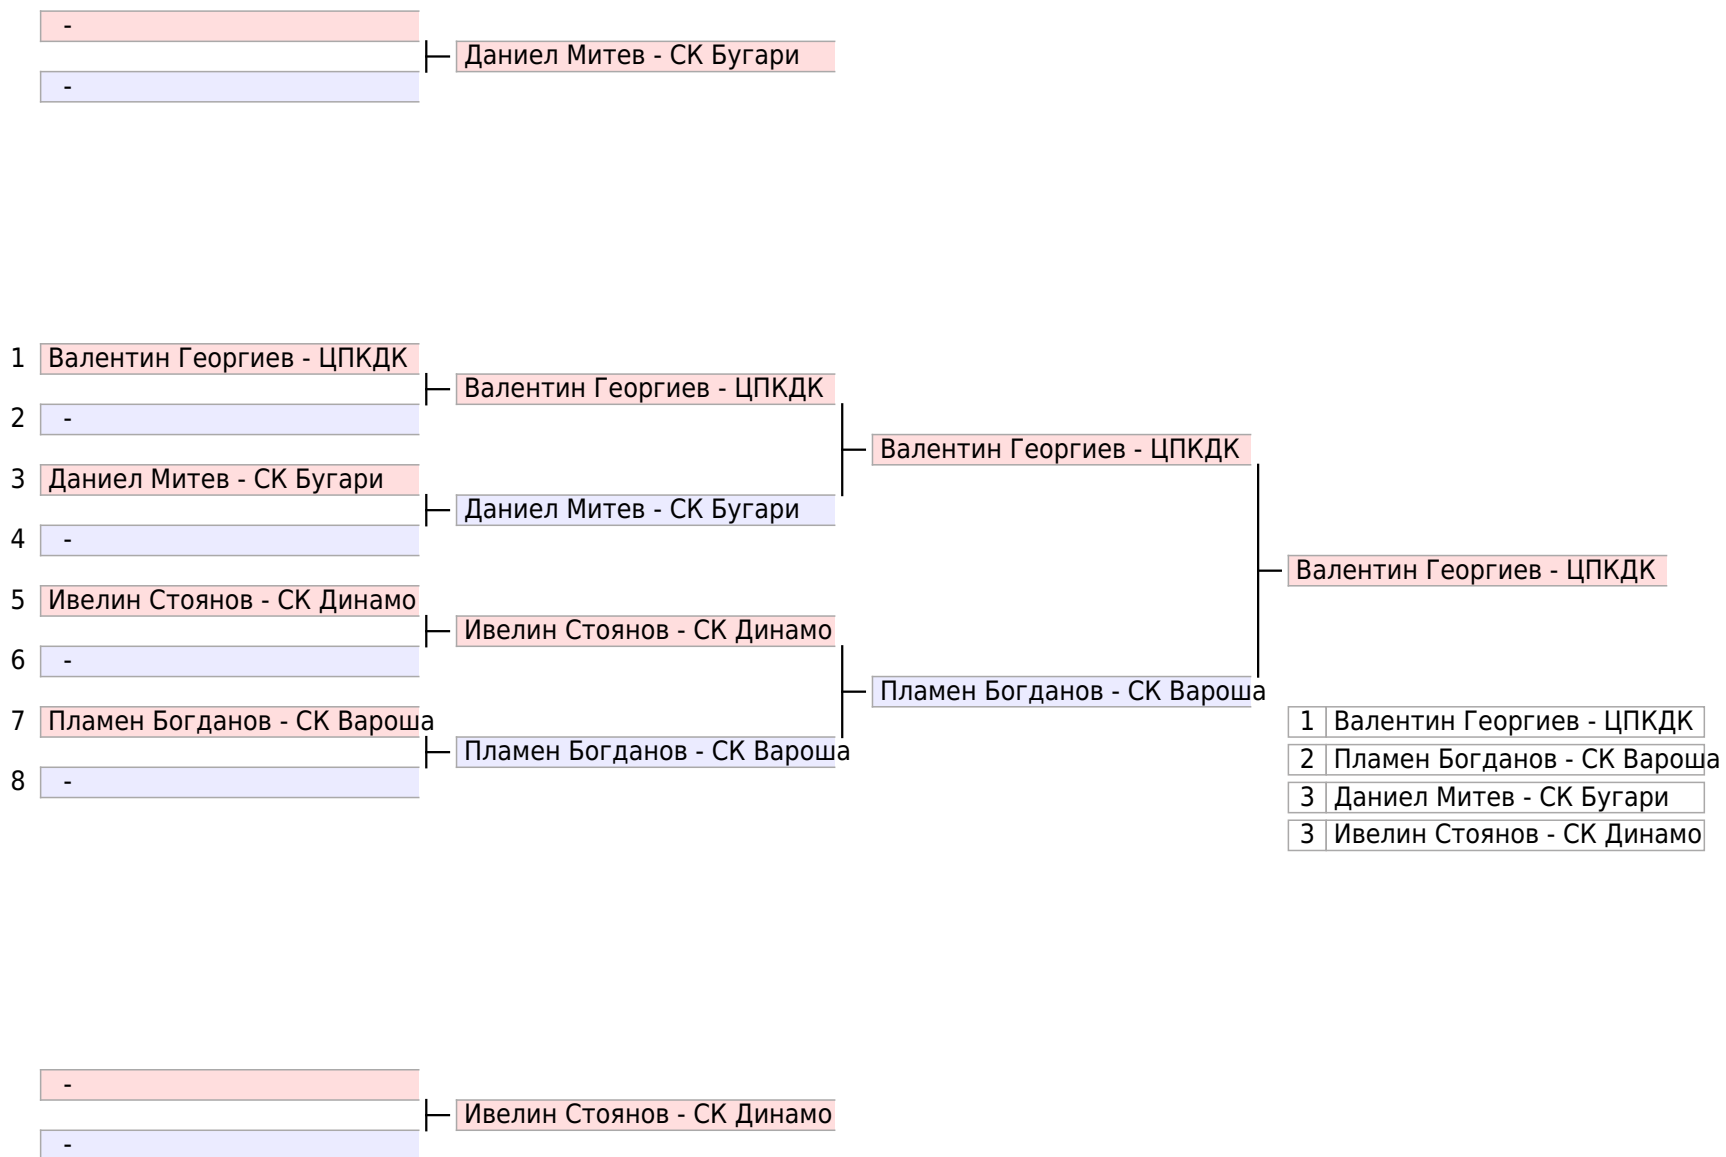 -
Даниел Митев - СК Бугари
-
1 Валентин Георгиев - ЦПКДК
Валентин Георгиев - ЦПКДК
2 -
Валентин Георгиев - ЦПКДК
3 Даниел Митев - СК Бугари
Даниел Митев - СК Бугари
4 -
Валентин Георгиев - ЦПКДК
5 Ивелин Стоянов - СК Динамо
Ивелин Стоянов - СК Динамо
6 -
Пламен Богданов - СК Вароша
7 Пламен Богданов - СК Вароша
Пламен Богданов - СК Вароша
8 -
1 Валентин Георгиев - ЦПКДК
2 Пламен Богданов - СК Вароша
3 Даниел Митев - СК Бугари
3 Ивелин Стоянов - СК Динамо
-
Ивелин Стоянов - СК Динамо
-